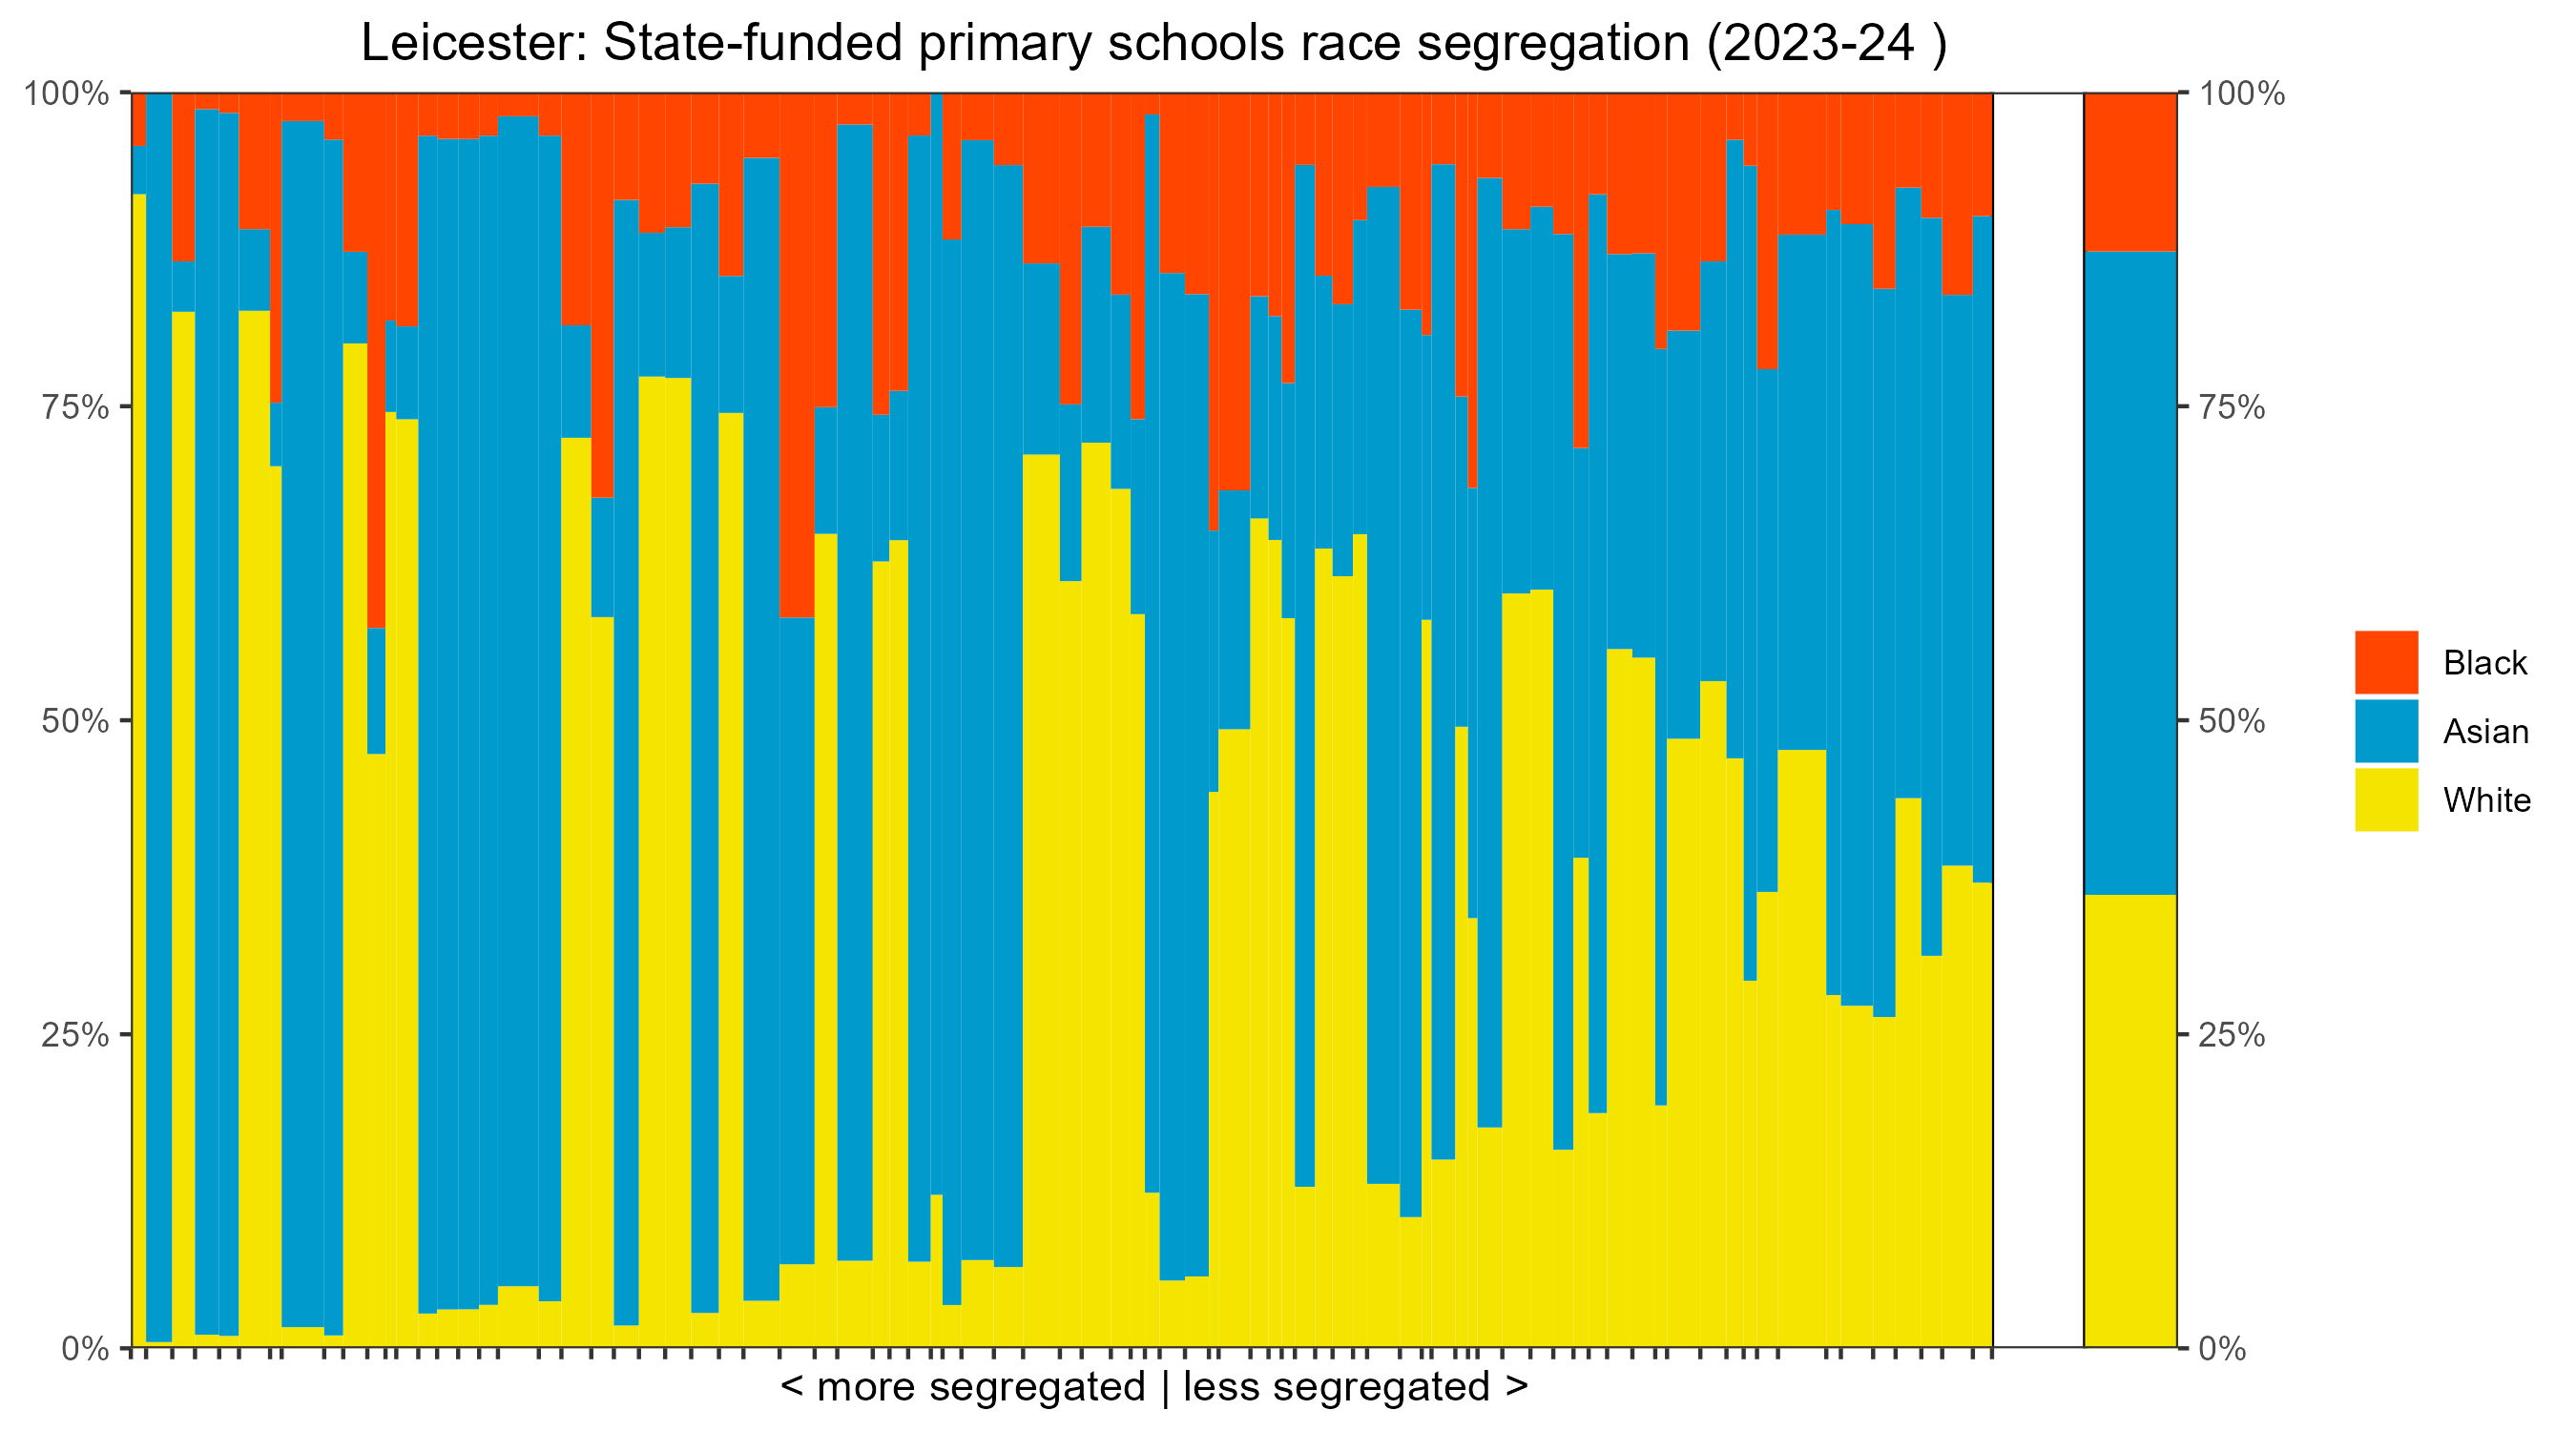 Leicester: State-funded primary schools race segregation (2023-24 )
100%
75%
50%
25%
0%
100%
75%
50%
25%
0%
Black
Asian
White
< more segregated | less segregated >